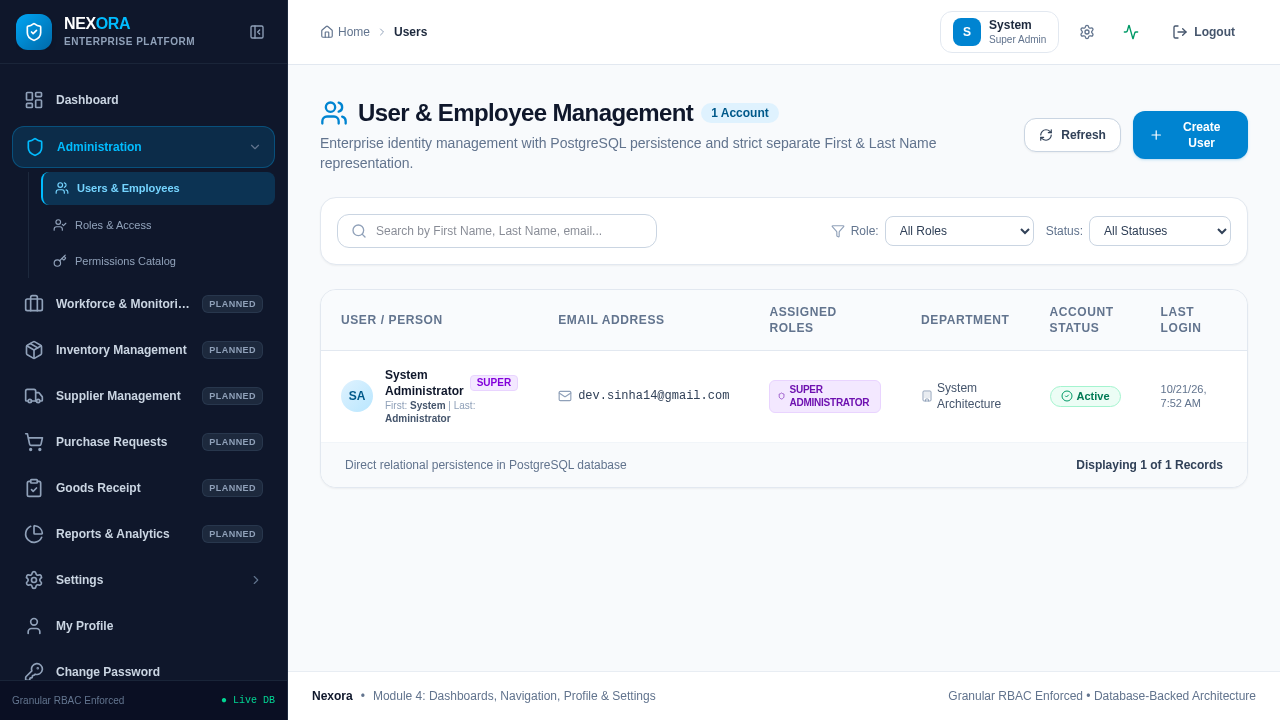 NEXORA
ENTERPRISE PLATFORM
Dashboard
Administration
Users & Employees
Roles & Access
Permissions Catalog
Workforce & Monitori... PLANNED
Inventory Management PLANNED
Supplier Management PLANNED
Purchase Requests PLANNED
Goods Receipt PLANNED
Reports & Analytics PLANNED
Settings
My Profile
Change Password
Granular RBAC Enforced ● Live DB
Home > Users
S System
Super Admin
Logout
User & Employee Management 1 Account
Enterprise identity management with PostgreSQL persistence and strict separate First & Last Name
representation.
Refresh
Create
User
Search by First Name, Last Name, email...
Role: All Roles
Status: All Statuses
USER / PERSON EMAIL ADDRESS ASSIGNED
ROLES DEPARTMENT ACCOUNT
STATUS LAST
LOGIN
SA System
Administrator SUPER
First: System | Last:
Administrator
dev.sinha14@gmail.com
SUPER
ADMINISTRATOR
System
Architecture
Active
10/21/26,
7:52 AM
Direct relational persistence in PostgreSQL database Displaying 1 of 1 Records
Nexora • Module 4: Dashboards, Navigation, Profile & Settings Granular RBAC Enforced • Database-Backed Architecture